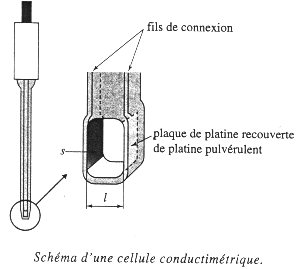 fils de connexion
plaque de platine recouverte
de platine pulvérulent
s
l
Schéma d'une cellule conductimétrique.